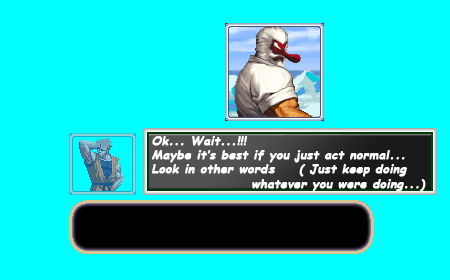 Ok... Wait...!!!
Maybe it's best if you just act normal...
Look in other words ( Just keep doing
whatever you were doing...)